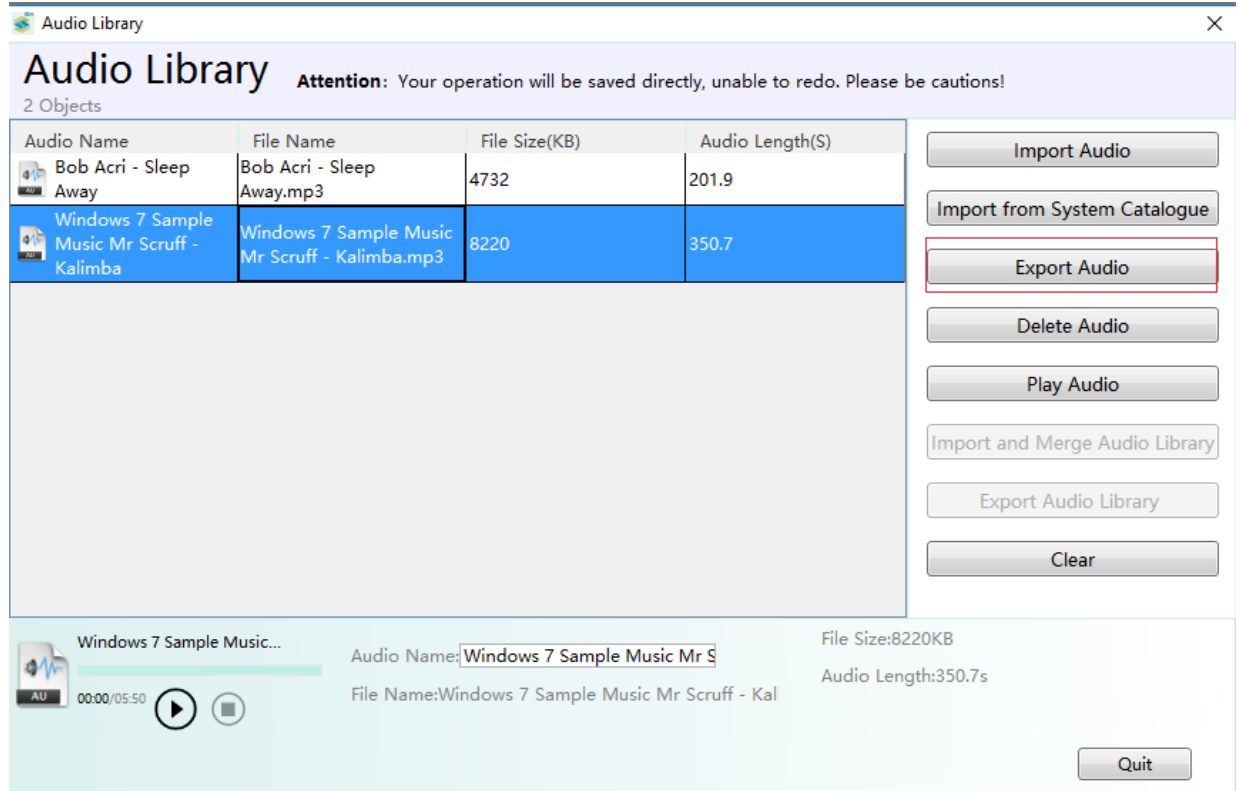 Audio Library
Audio Library
Attention: Your operation will be saved directly, unable to redo. Please be cautions!
2 Objects
Audio Name File Name File Size(KB) Audio Length(S)
Bob Acri - Sleep
Away
Bob Acri - Sleep
Away.mp3
4732
201.9
Windows 7 Sample
Music Mr Scruff -
Kalimba
Windows 7 Sample Music
Mr Scruff - Kalimba.mp3
8220
350.7
Import Audio
Import from System Catalogue
Export Audio
Delete Audio
Play Audio
Import and Merge Audio Library
Export Audio Library
Clear
AU
Windows 7 Sample Music...
00:00/05:50
Audio Name:Windows 7 Sample Music Mr S
File Name:Windows 7 Sample Music Mr Scruff - Kali
File Size:8220KB
Audio Length:350.7s
Quit